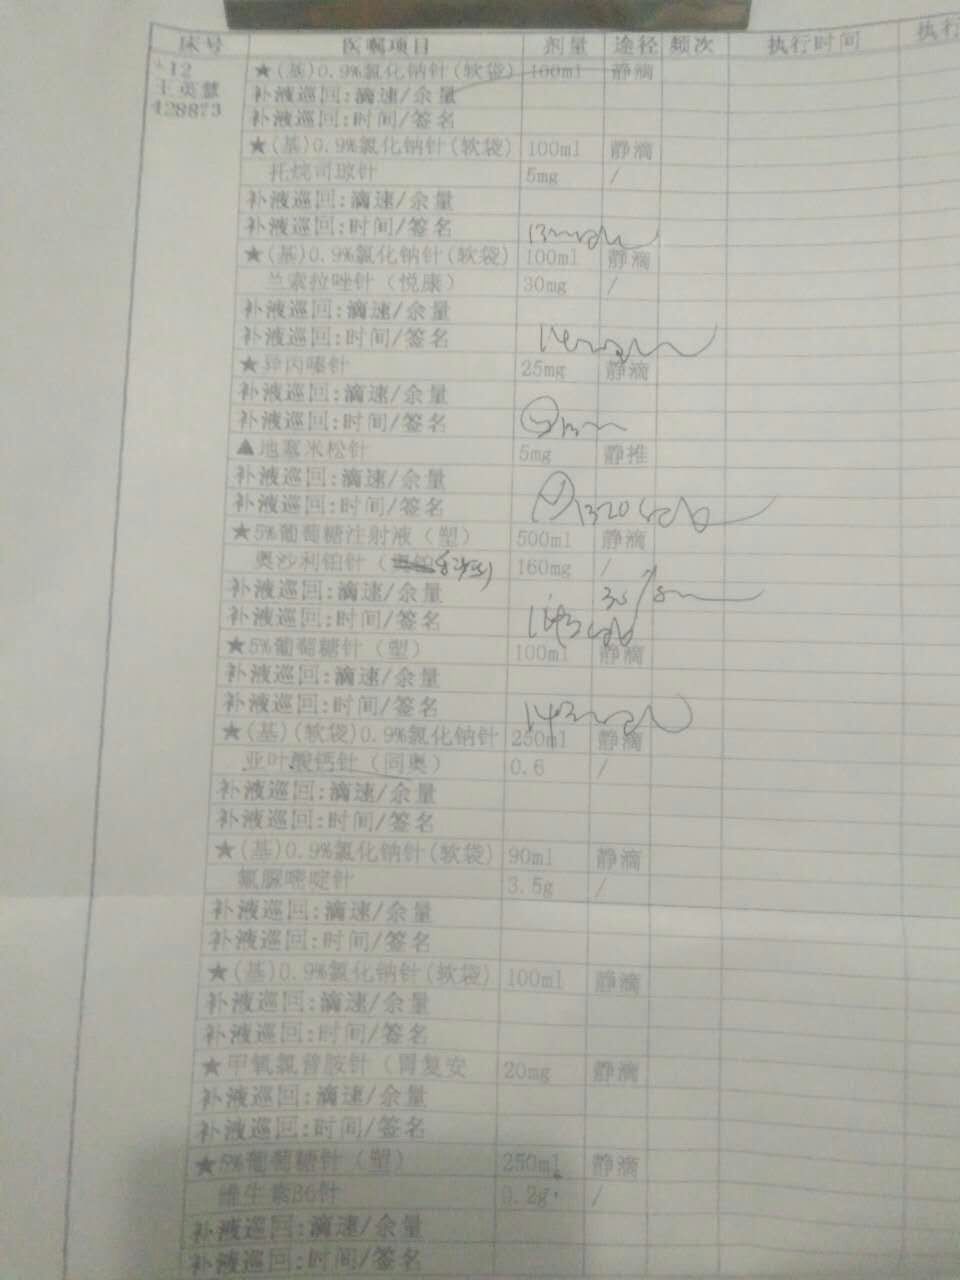 床号 医嘱项目 剂量 途径 频次 执行时间 执行
+12 ★(基)0.9%氯化钠针(软袋) 100ml 静滴
王英慧 补液巡回:滴速/余量
428873 补液巡回:时间/签名
★(基)0.9%氯化钠针(软袋) 100ml 静滴
托烷司琼针 5mg /
补液巡回:滴速/余量
补液巡回:时间/签名
★(基)0.9%氯化钠针(软袋) 100ml 静滴
兰索拉唑针(悦康) 30mg /
补液巡回:滴速/余量
补液巡回:时间/签名
★异丙嗪针 25mg 静滴
补液巡回:滴速/余量
补液巡回:时间/签名
▲地塞米松针 5mg 静推
补液巡回:滴速/余量
补液巡回:时间/签名 1320
★5%葡萄糖注射液(塑) 500ml 静滴
奥沙利铂针( 160mg /
补液巡回:滴速/余量
补液巡回:时间/签名
★5%葡萄糖针(塑) 100ml 静滴
补液巡回:滴速/余量
补液巡回:时间/签名
★(基)(软袋)0.9%氯化钠针 250ml 静滴
亚叶酸钙针(同奥) 0.6 /
补液巡回:滴速/余量
补液巡回:时间/签名
★(基)0.9%氯化钠针(软袋) 90ml 静滴
氟脲嘧啶针 3.5g /
补液巡回:滴速/余量
补液巡回:时间/签名
★(基)0.9%氯化钠针(软袋) 100ml 静滴
补液巡回:滴速/余量
补液巡回:时间/签名
★甲氧氯普胺针(胃复安 20mg 静滴
补液巡回:滴速/余量
补液巡回:时间/签名
★5%葡萄糖针(塑) 250ml 静滴
维生素B6针 0.2g /
补液巡回:滴速/余量
补液巡回:时间/签名